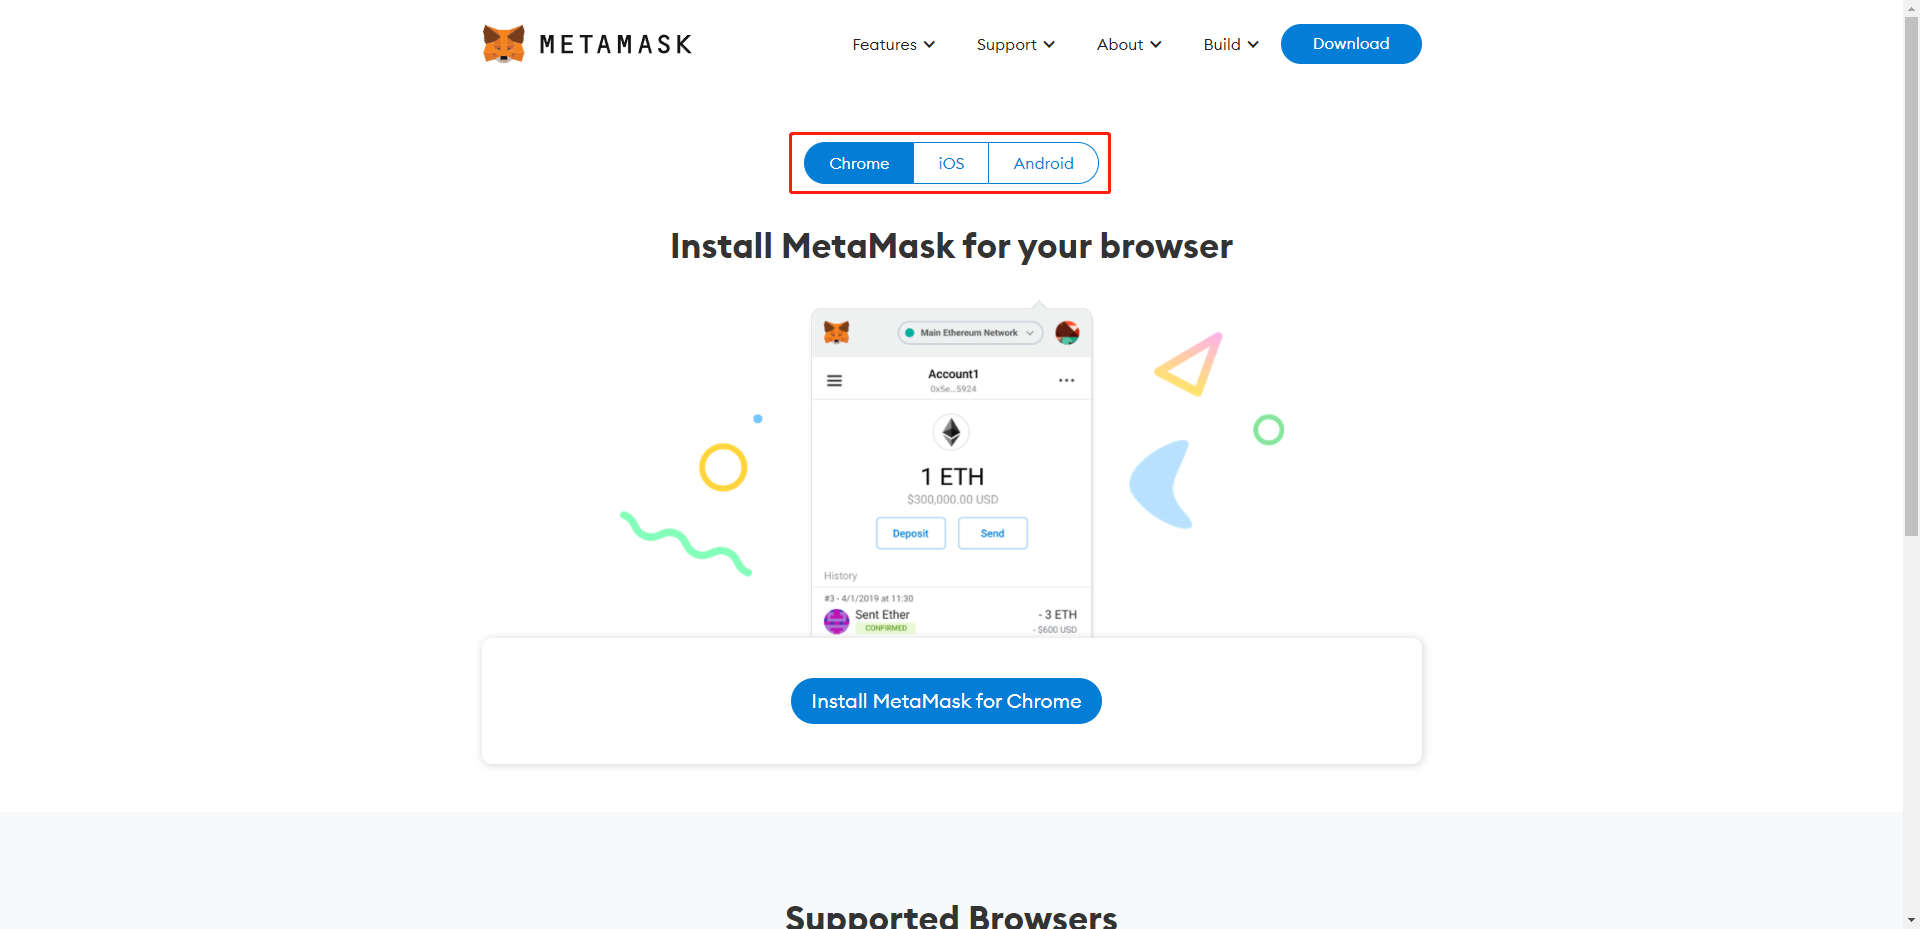 METAMASK
Features Support About Build Download
Chrome iOS Android
Install MetaMask for your browser
Main Ethereum Network
Account1
0x5e...5924
1 ETH
$300,000.00 USD
Deposit Send
History
#3 - 4/1/2019 at 11:30
Sent Ether - 3 ETH
CONFIRMED - $600 USD
Install MetaMask for Chrome
Supported Browsers